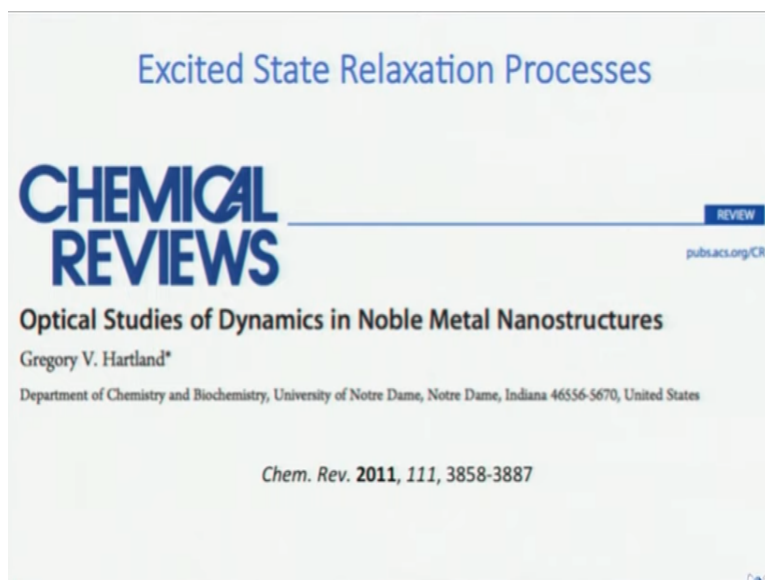 Excited State Relaxation Processes
CHEMICAL
REVIEWS
REVIEW
pubs.acs.org/CR
Optical Studies of Dynamics in Noble Metal Nanostructures
Gregory V. Hartland*
Department of Chemistry and Biochemistry, University of Notre Dame, Notre Dame, Indiana 46556-5670, United States
Chem. Rev. 2011, 111, 3858-3887